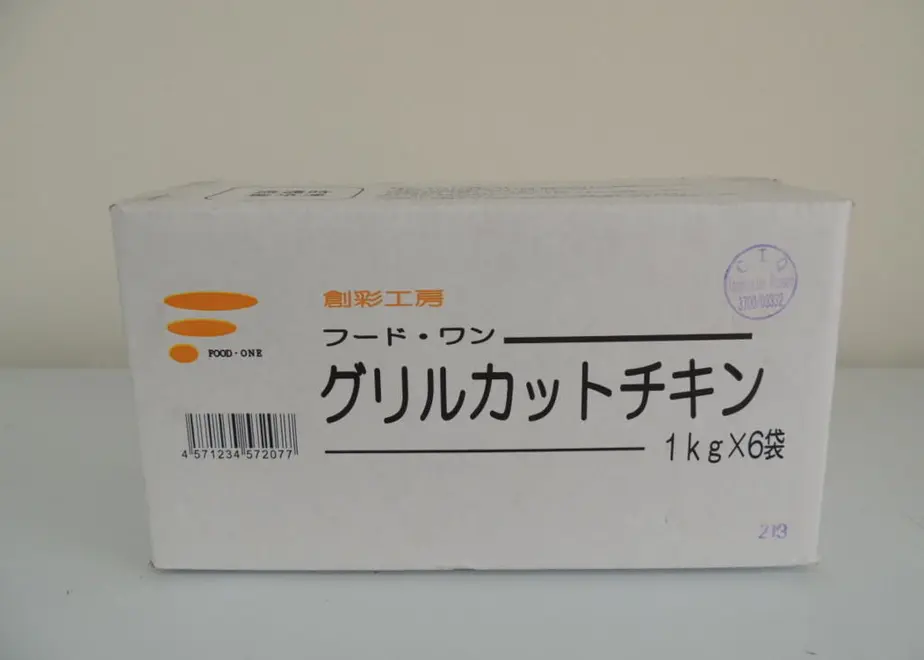 創彩工房
フード・ワン
FOOD・ONE
グリルカットチキン
1kg×6袋
4 571234 572077
C I Q
213